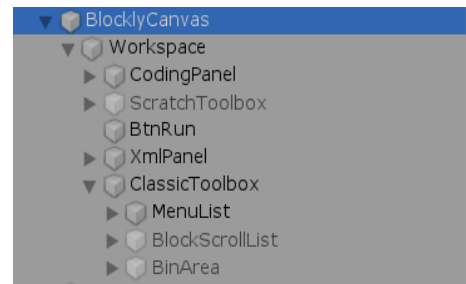 BlocklyCanvas
Workspace
CodingPanel
ScratchToolbox
BtnRun
XmlPanel
ClassicToolbox
MenuList
BlockScrollList
BinArea